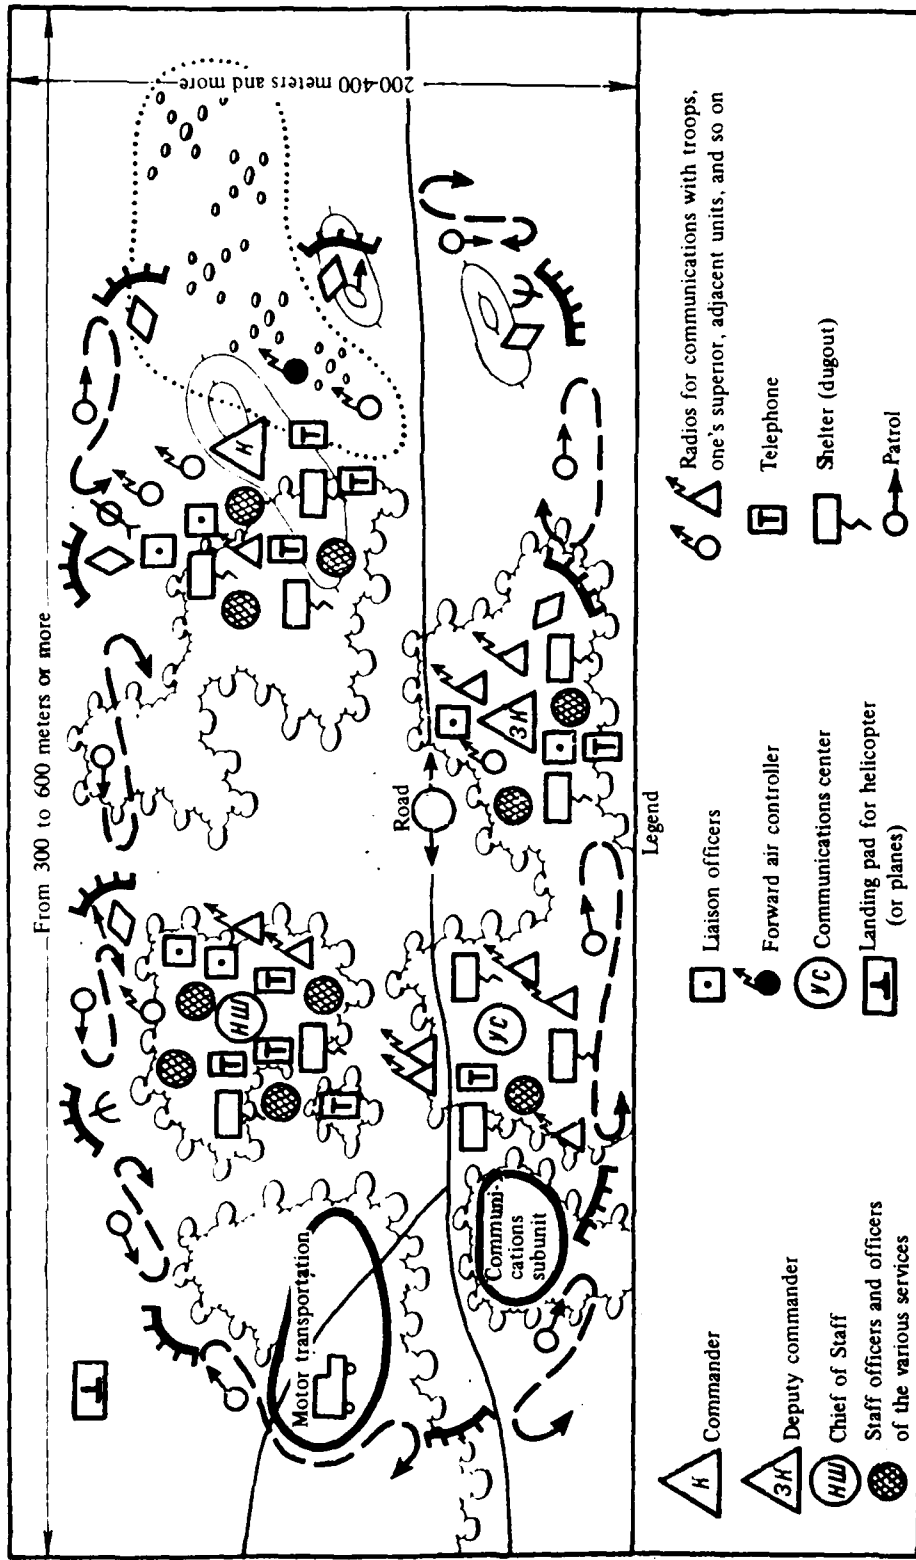 From 300 to 600 meters or more
200-400 meters and more
К
Т
Т
Т
НШ
Т
Т
Т
Т
Road
Motor transportation
Communi-
cations
subunit
УС
Т
ЗК
Т
Legend
К Commander
ЗК Deputy commander
НШ Chief of Staff
Staff officers and officers
of the various services
Liaison officers
Forward air controller
УС Communications center
Landing pad for helicopter
(or planes)
Radios for communications with troops,
one's superior, adjacent units, and so on
Т Telephone
Shelter (dugout)
Patrol